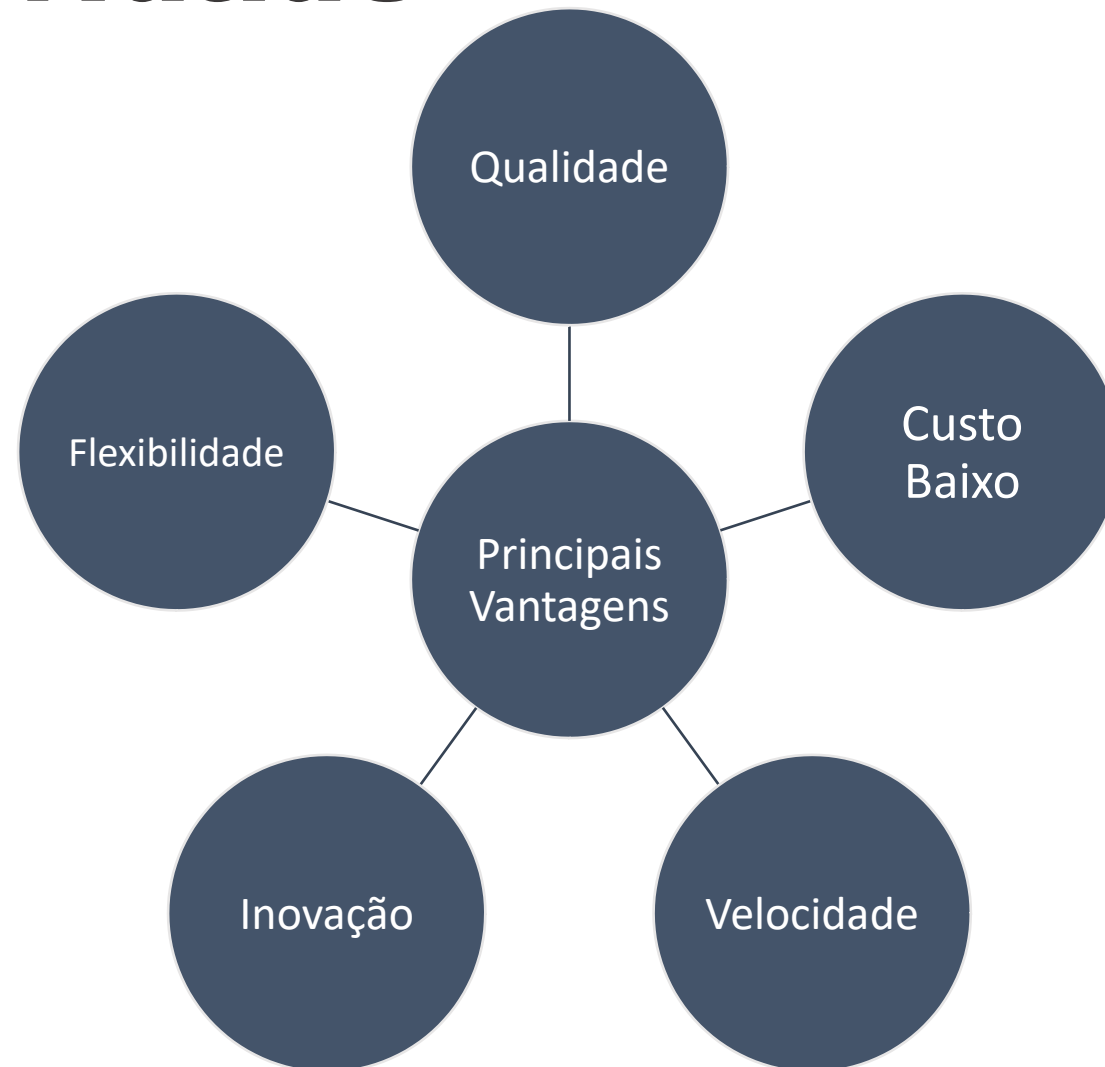 Qualidade
Flexibilidade
Custo
Baixo
Principais
Vantagens
Inovação
Velocidade